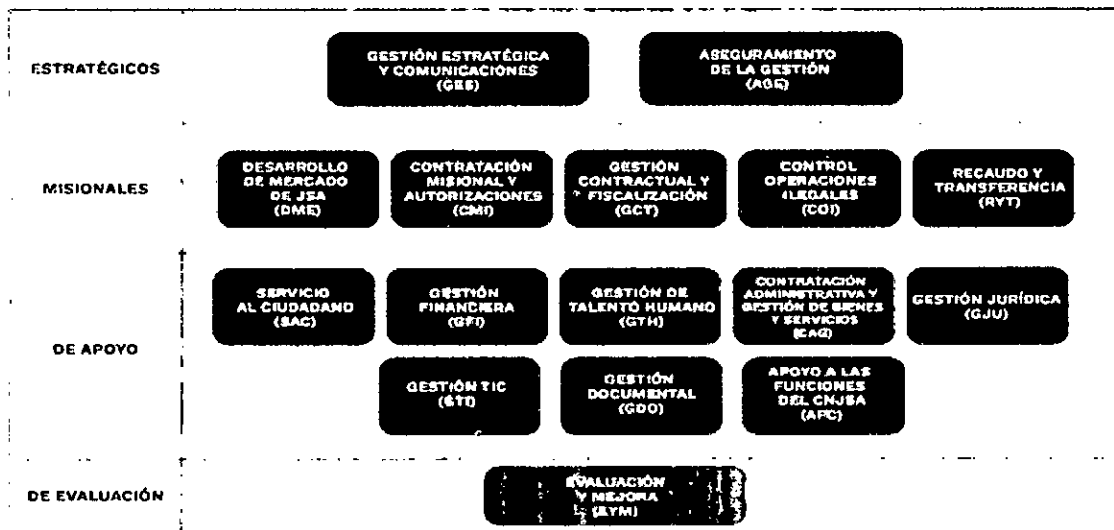 ESTRATÉGICOS
GESTIÓN ESTRATÉGICA
Y COMUNICACIONES
(GES)
ASEGURAMIENTO
DE LA GESTIÓN
(AGE)
MISIONALES
DESARROLLO
DE MERCADO
DE JSA
(DME)
CONTRATACIÓN
MISIONAL Y
AUTORIZACIONES
(CMI)
GESTIÓN
CONTRACTUAL Y
FISCALIZACIÓN
(GCT)
CONTROL
OPERACIONES
ILEGALES
(COI)
RECAUDO Y
TRANSFERENCIA
(RYT)
DE APOYO
SERVICIO
AL CIUDADANO
(SAC)
GESTIÓN
FINANCIERA
(GFI)
GESTIÓN DE
TALENTO HUMANO
(GTH)
CONTRATACIÓN
ADMINISTRATIVA Y
GESTIÓN DE BIENES
Y SERVICIOS
(CAG)
GESTIÓN JURÍDICA
(GJU)
GESTIÓN TIC
(GTI)
GESTIÓN
DOCUMENTAL
(GDO)
APOYO A LAS
FUNCIONES
DEL CNJSA
(APC)
DE EVALUACIÓN
EVALUACIÓN
Y MEJORA
(EYM)